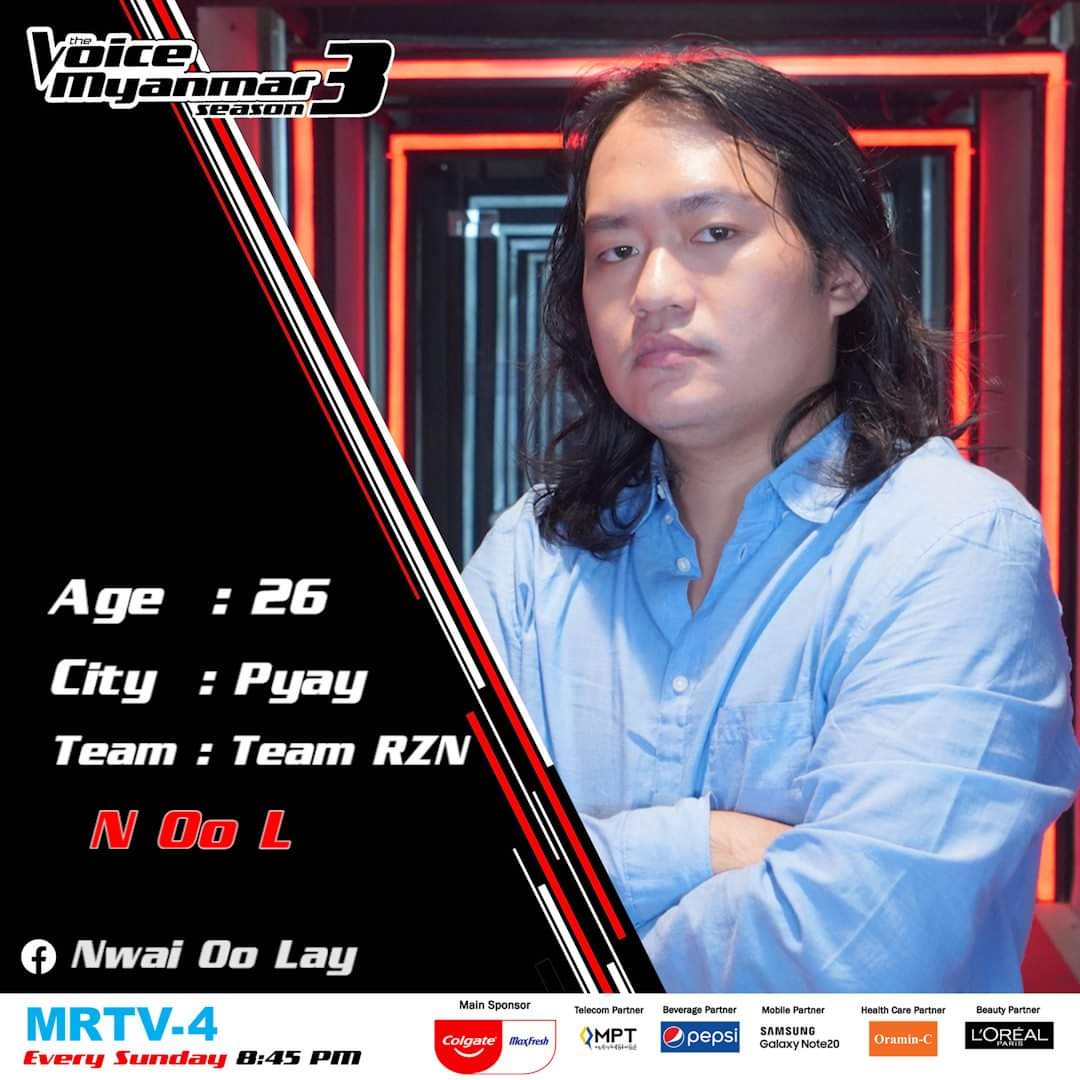 the
Voice
Myanmar
season 3
Age : 26
City : Pyay
Team : Team RZN
N Oo L
Nwai Oo Lay
MRTV-4
Every Sunday 8:45 PM
Main Sponsor
Colgate MaxFresh
Telecom Partner
MPT
Beverage Partner
pepsi
Mobile Partner
SAMSUNG
Galaxy Note20
Health Care Partner
Oramin-C
Beauty Partner
L'ORÉAL
PARIS